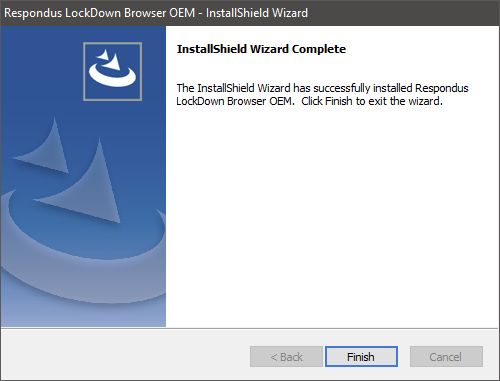 Respondus LockDown Browser OEM - InstallShield Wizard
InstallShield Wizard Complete
The InstallShield Wizard has successfully installed Respondus
LockDown Browser OEM.  Click Finish to exit the wizard.
< Back
Finish
Cancel